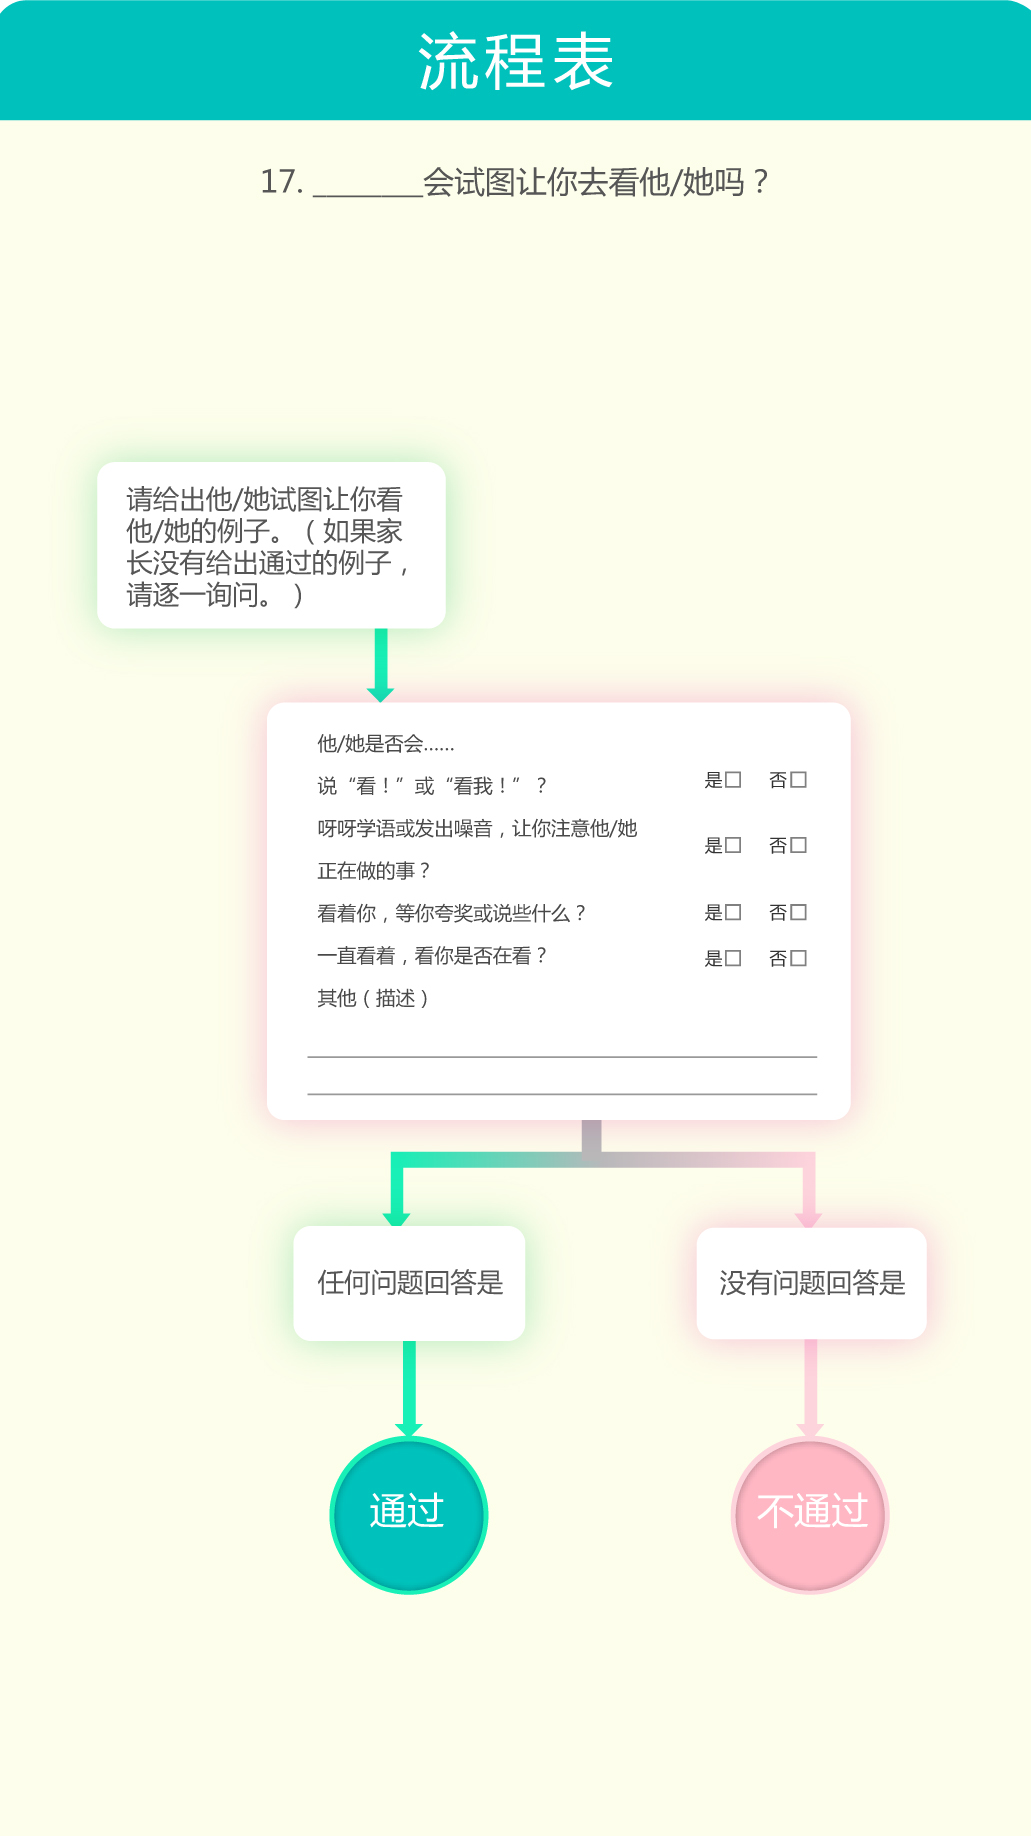 流程表
17. ________会试图让你去看他/她吗？
请给出他/她试图让你看
他/她的例子。（如果家
长没有给出通过的例子，
请逐一询问。）
他/她是否会……
说“看！”或“看我！”？ 是□ 否□
呀呀学语或发出噪音，让你注意他/她
正在做的事？ 是□ 否□
看着你，等你夸奖或说些什么？ 是□ 否□
一直看着，看你是否在看？ 是□ 否□
其他（描述）
任何问题回答是
没有问题回答是
通过
不通过